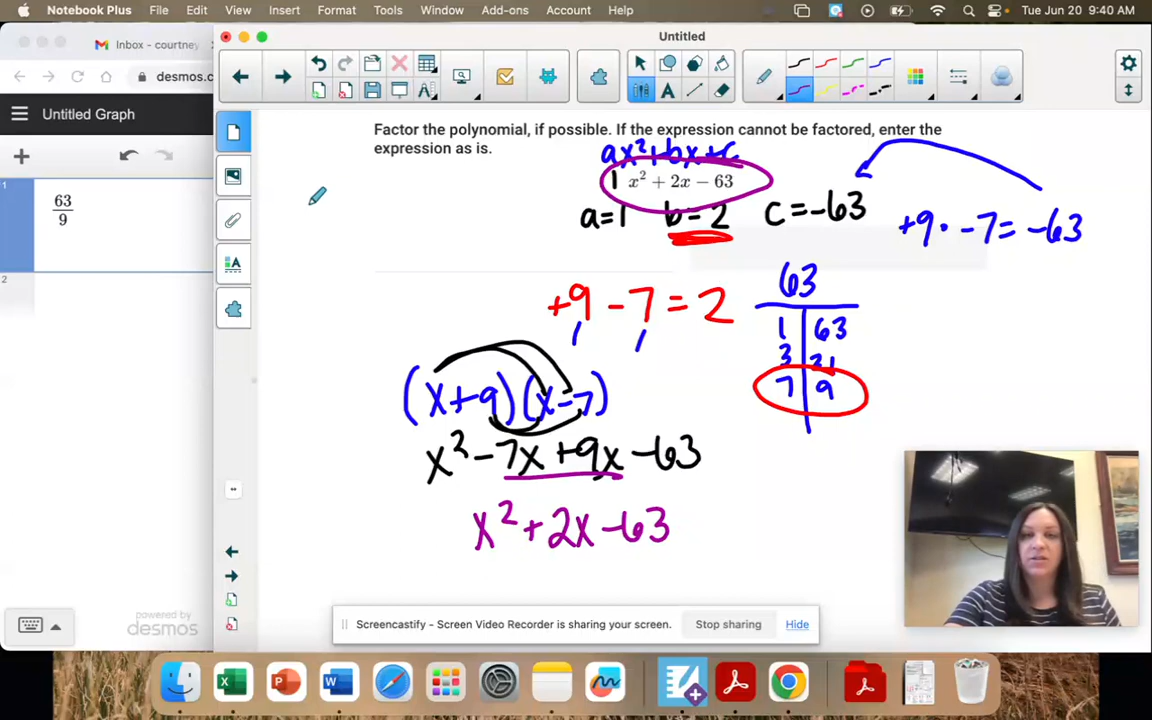 Notebook Plus File Edit View Insert Format Tools Window Add-ons Account Help Tue Jun 20 9:40 AM
Inbox - courtney
desmos.c
Untitled
Untitled Graph
1
63
9
2
powered by
desmos
Factor the polynomial, if possible. If the expression cannot be factored, enter the
expression as is.
ax²+bx+c
1 x² + 2x − 63
a=1 b=2 c=-63
+9·-7=-63
+9-7=2
63
1 63
3 21
7 9
(x+9)(x-7)
x²-7x+9x-63
x²+2x-63
Screencastify - Screen Video Recorder is sharing your screen. Stop sharing Hide